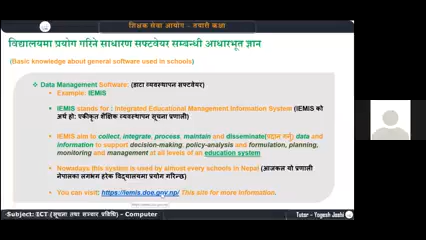 शिक्षक सेवा आयोग – तयारी कक्षा
विद्यालयमा प्रयोग गरिने साधारण सफ्टवेयर सम्बन्धी आधारभूत ज्ञान
(Basic knowledge about general software used in schools)
❖ Data Management Software: (डाटा व्यवस्थापन सफ्टवेयर)
• Example: IEMIS
• IEMIS stands for : Integrated Educational Management Information System (IEMIS को
अर्थ हो: एकीकृत शैक्षिक व्यवस्थापन सूचना प्रणाली)
• IEMIS aim to collect, integrate, process, maintain and disseminate(प्रदान गर्नु) data and
information to support decision-making, policy-analysis and formulation, planning,
monitoring and management at all levels of an education system
• Nowadays this system is used by almost every schools in Nepal (आजकल यो प्रणाली
नेपालका लगभग हरेक विद्यालयमा प्रयोग गरिन्छ)
• You can visit: https://iemis.doe.gov.np/ This site for more information.
Subject: ICT (सूचना तथा सञ्चार प्रविधि) – Computer
Tutor – Yogesh Joshi